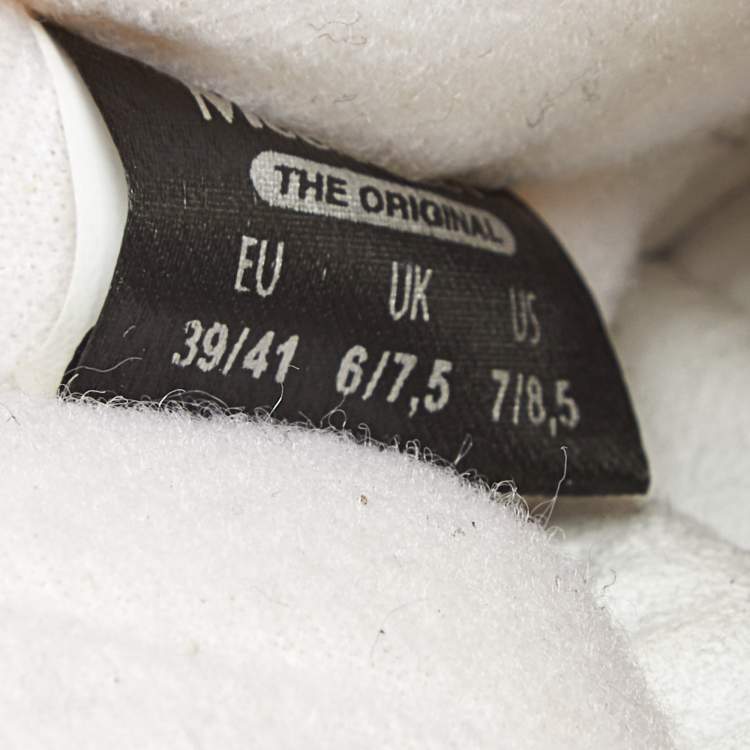 THE ORIGINAL
EU UK US
39/41 6/7,5 7/8,5